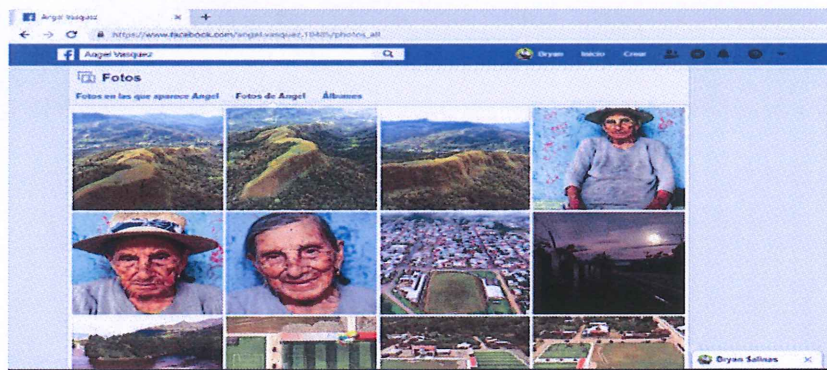 Angel Vasquez
https://www.facebook.com/angel.vasquez.10485/photos_all
Angel Vasquez
Bryan Inicio Crear
Fotos
Fotos en las que aparece Angel Fotos de Angel Álbumes
Bryan Salinas